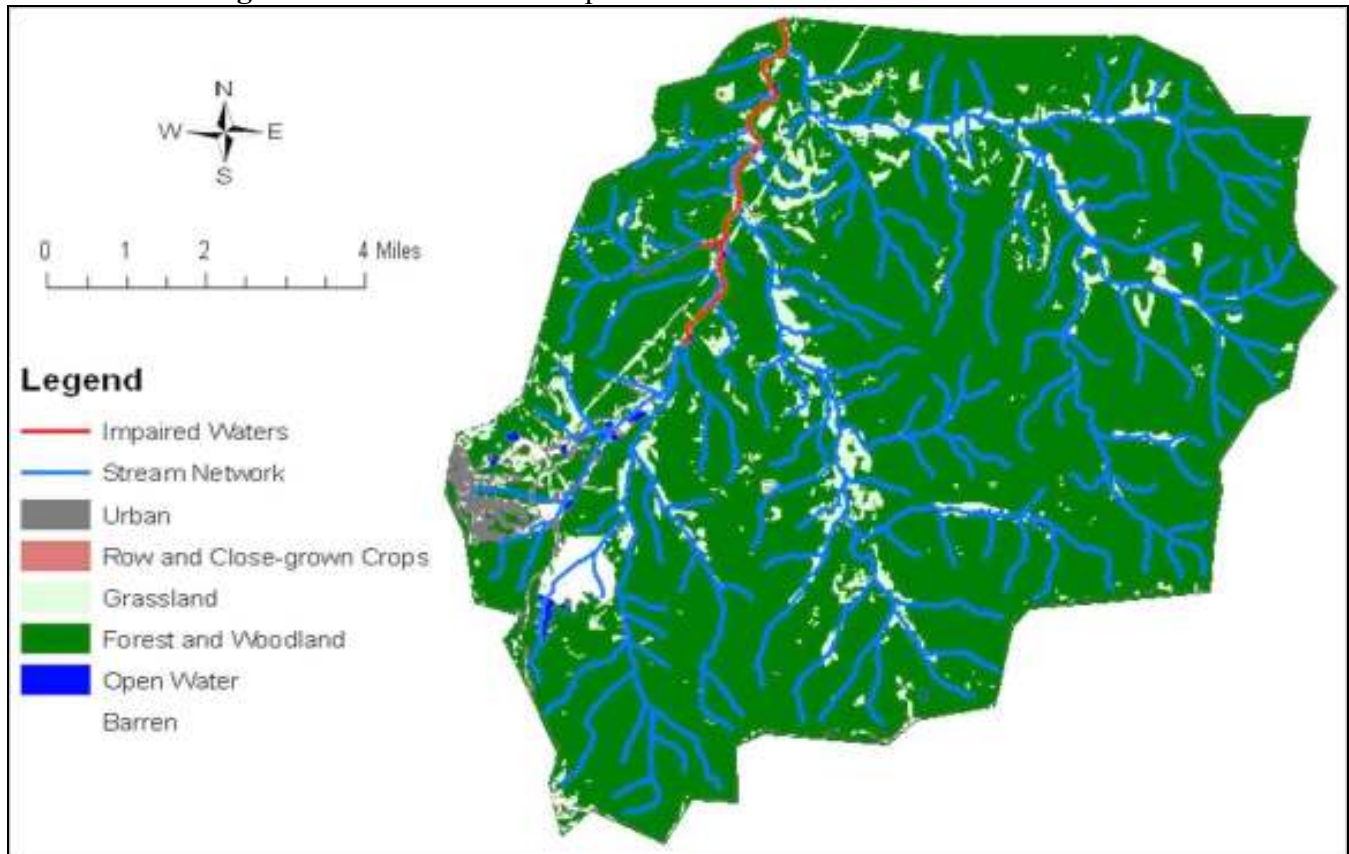 N
W E
S
0 1 2 4 Miles
Legend
Impaired Waters
Stream Network
Urban
Row and Close-grown Crops
Grassland
Forest and Woodland
Open Water
Barren